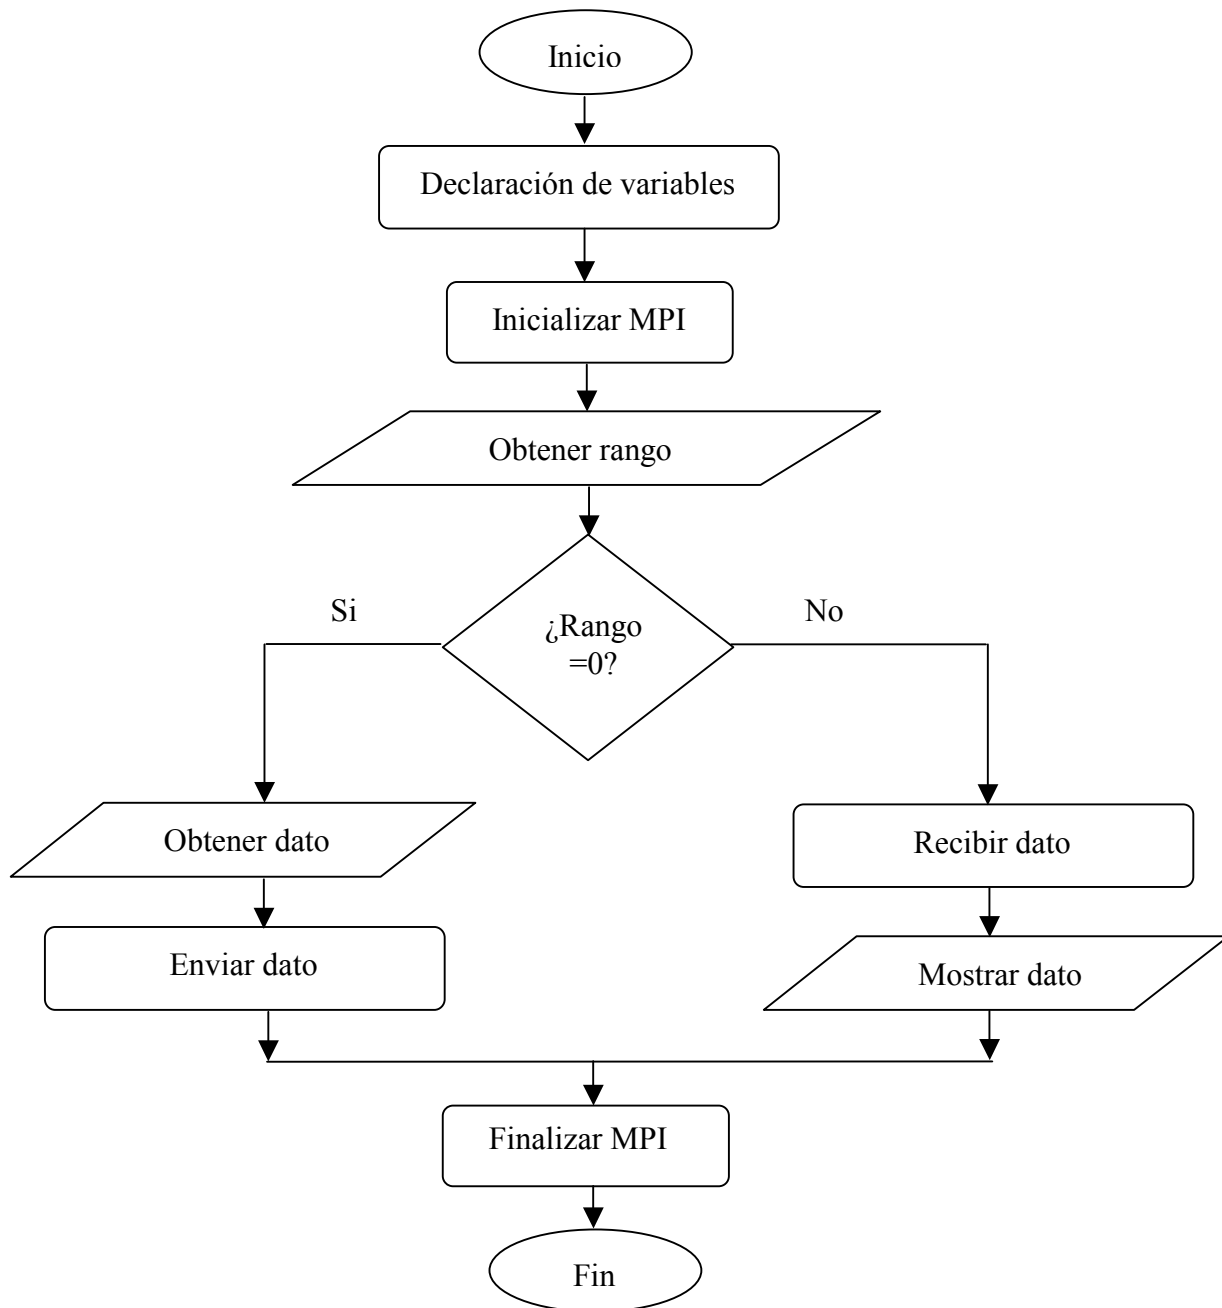 Inicio
Declaración de variables
Inicializar MPI
Obtener rango
Si
¿Rango
=0?
No
Obtener dato
Enviar dato
Recibir dato
Mostrar dato
Finalizar MPI
Fin